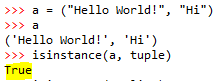 >>> a = ("Hello World!", "Hi")
>>> a
('Hello World!', 'Hi')
>>> isinstance(a, tuple)
True